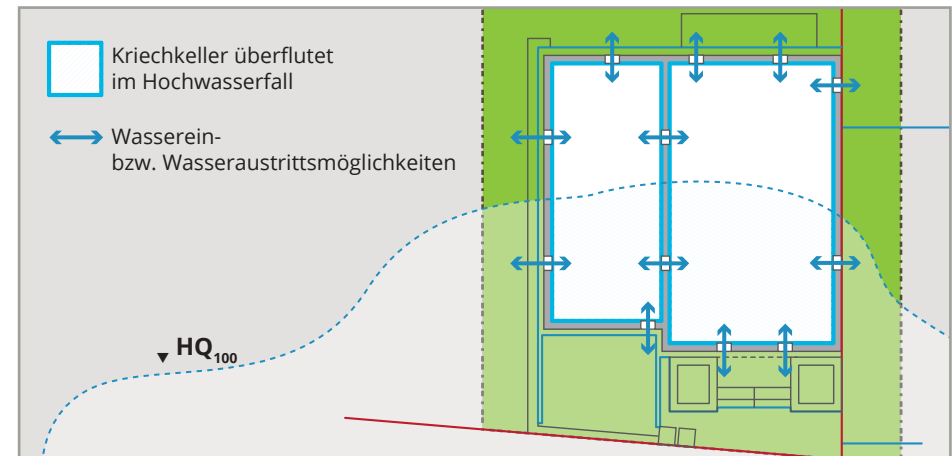 Kriechkeller überflutet
im Hochwasserfall
Wasserein-
bzw. Wasseraustrittsmöglichkeiten
HQ100